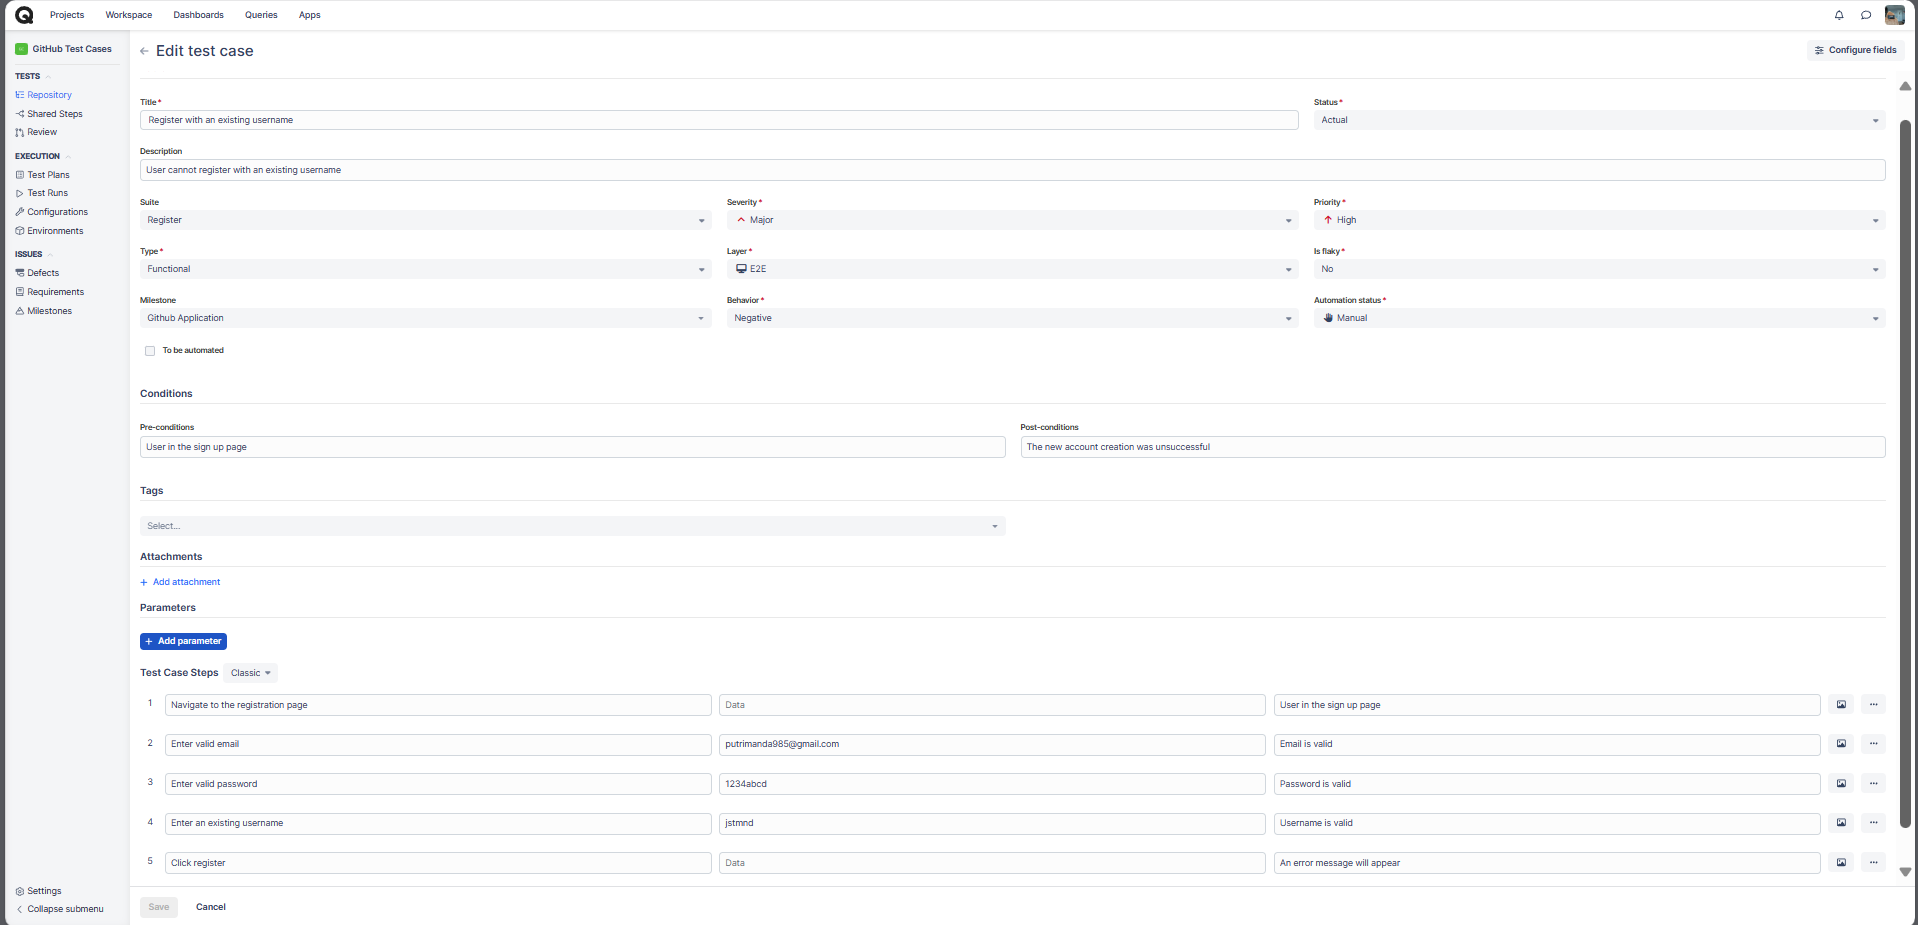 Projects Workspace Dashboards Queries Apps
GitHub Test Cases
TESTS
Repository
Shared Steps
Review
EXECUTION
Test Plans
Test Runs
Configurations
Environments
ISSUES
Defects
Requirements
Milestones
Settings
Collapse submenu
Edit test case
Configure fields
Title* Status*
Register with an existing username Actual
Description
User cannot register with an existing username
Suite Severity* Priority*
Register Major High
Type* Layer* Is flaky*
Functional E2E No
Milestone Behavior* Automation status*
Github Application Negative Manual
To be automated
Conditions
Pre-conditions Post-conditions
User in the sign up page The new account creation was unsuccessful
Tags
Select...
Attachments
+ Add attachment
Parameters
+ Add parameter
Test Case Steps Classic
1 Navigate to the registration page Data User in the sign up page
2 Enter valid email putrimanda985@gmail.com Email is valid
3 Enter valid password 1234abcd Password is valid
4 Enter an existing username jstmnd Username is valid
5 Click register Data An error message will appear
Save Cancel